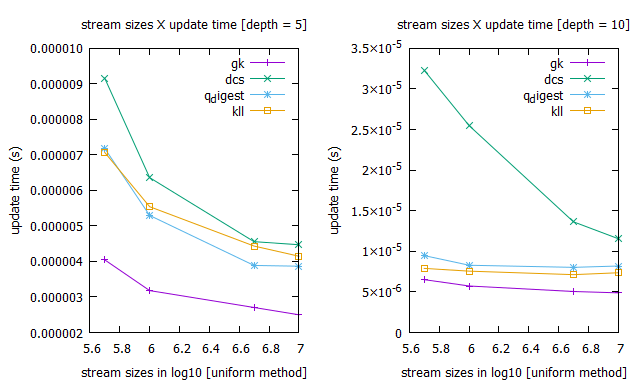 stream sizes X update time [depth = 5]
0.000010
0.000009
0.000008
0.000007
0.000006
0.000005
0.000004
0.000003
0.000002
update time (s)
gk
dcs
q_digest
kll
5.6 5.8 6 6.2 6.4 6.6 6.8 7
stream sizes in log10 [uniform method]
stream sizes X update time [depth = 10]
3.5×10^-5
3×10^-5
2.5×10^-5
2×10^-5
1.5×10^-5
1×10^-5
5×10^-6
0
update time (s)
gk
dcs
q_digest
kll
5.6 5.8 6 6.2 6.4 6.6 6.8 7
stream sizes in log10 [uniform method]